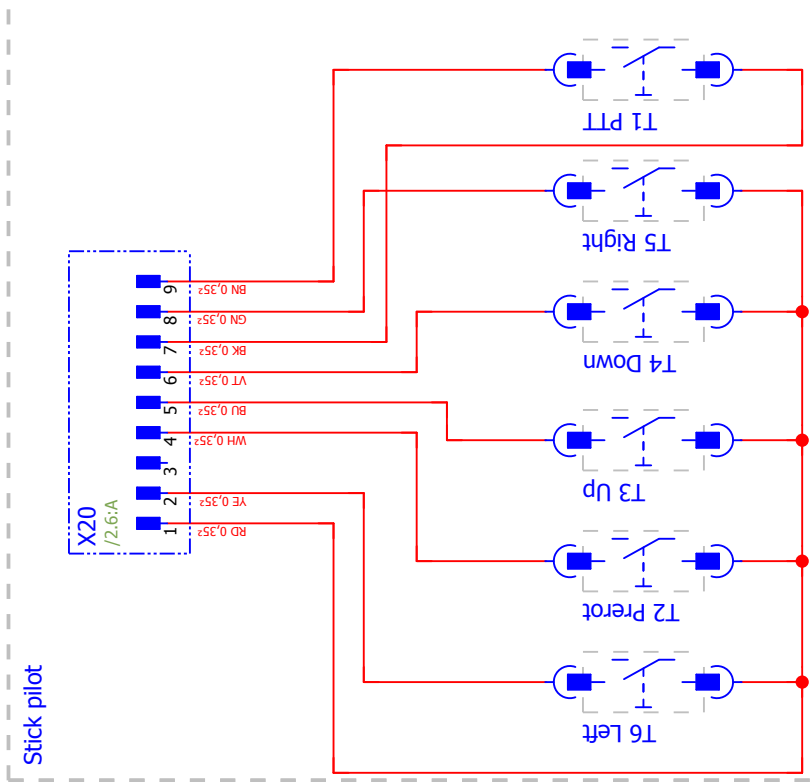 T1 PTT
T5 Right
9
BN 0,35²
8
GN 0,35²
7
BK 0,35²
T4 Down
6
VT 0,35²
5
BU 0,35²
4
WH 0,35²
3
T3 Up
2
YE 0,35²
1
RD 0,35²
X20
/2.6:A
T2 Prerot
T6 Left
Stick pilot